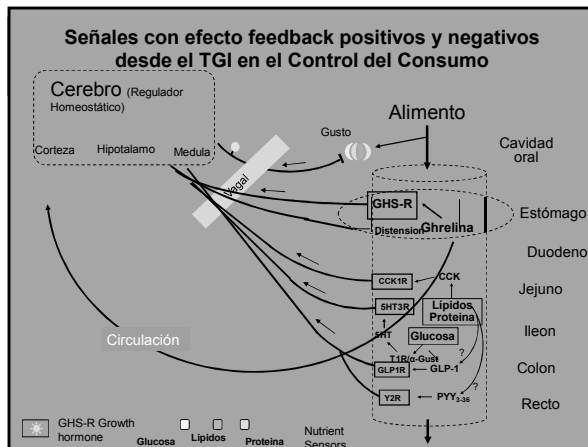 Señales con efecto feedback positivos y negativos
desde el TGI en el Control del Consumo
Cerebro (Regulador
Homeostático)
Corteza Hipotalamo Medula
Vagal
Gusto
Alimento
Cavidad
oral
GHS-R
Distension Ghrelina
Estómago
Duodeno
CCK1R CCK
Jejuno
5HT3R Lipidos
Proteina
5HT Glucosa
Ileon
T1R/α-Gust
?
GLP1R GLP-1
Colon
?
Y2R PYY3-36
Recto
Circulación
GHS-R Growth
hormone
Glucosa Lipidos Proteina
Nutrient
Sensors